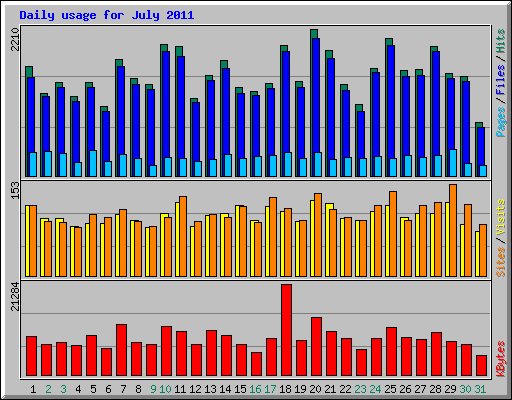 Daily usage for July 2011
2210
Pages / Files / Hits
153
Sites / Visits
21284
KBytes
1 2 3 4 5 6 7 8 9 10 11 12 13 14 15 16 17 18 19 20 21 22 23 24 25 26 27 28 29 30 31